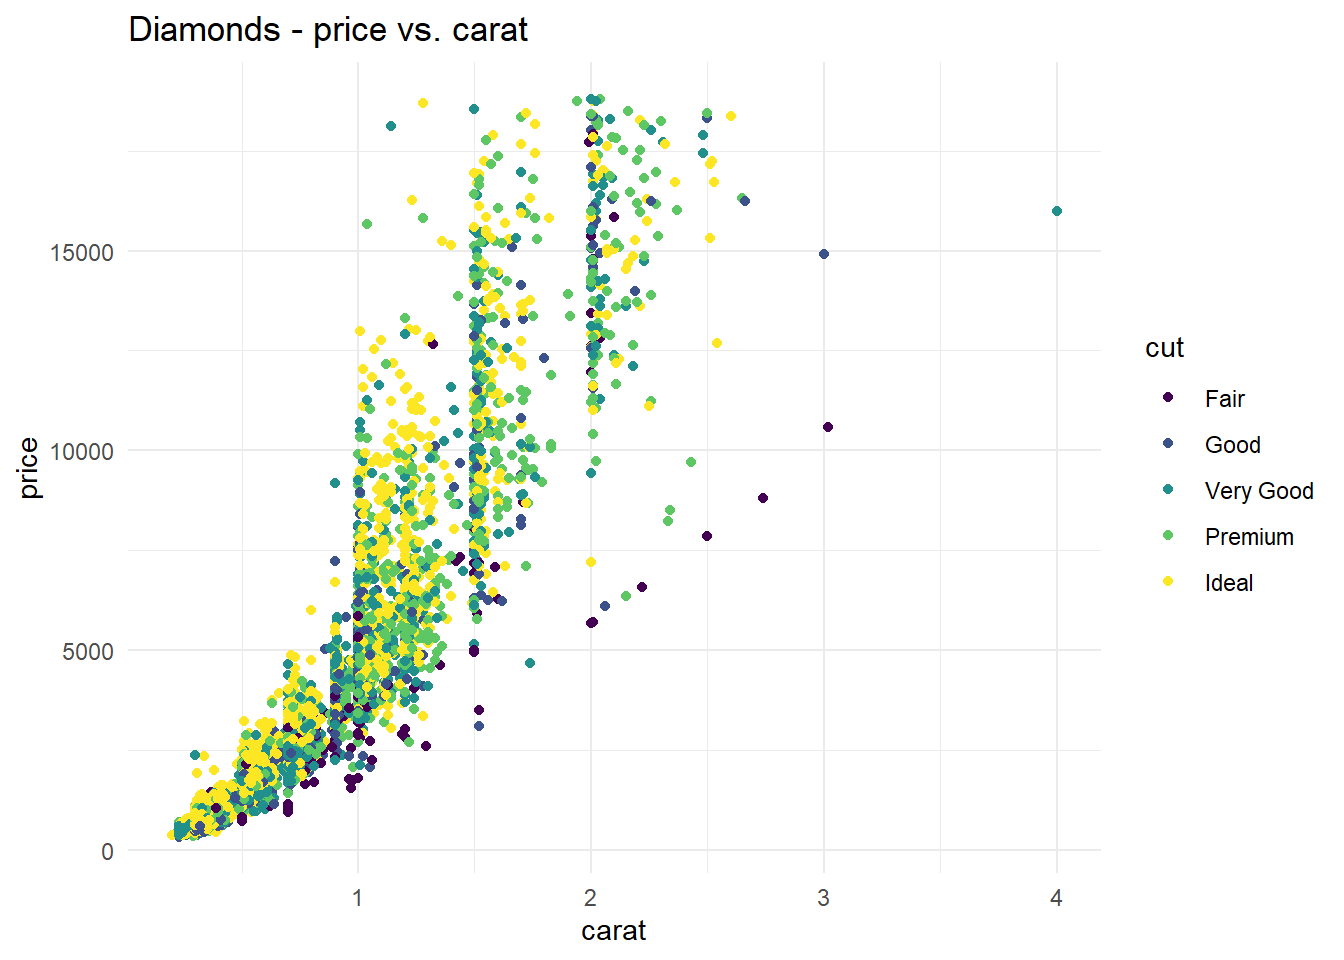 Diamonds - price vs. carat
15000
10000
5000
0
price
1 2 3 4
carat
cut
Fair
Good
Very Good
Premium
Ideal